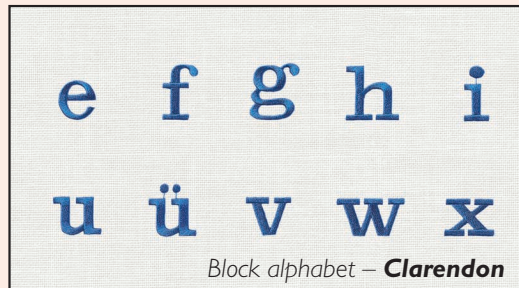 e f g h i
u ü v w x
Block alphabet – Clarendon